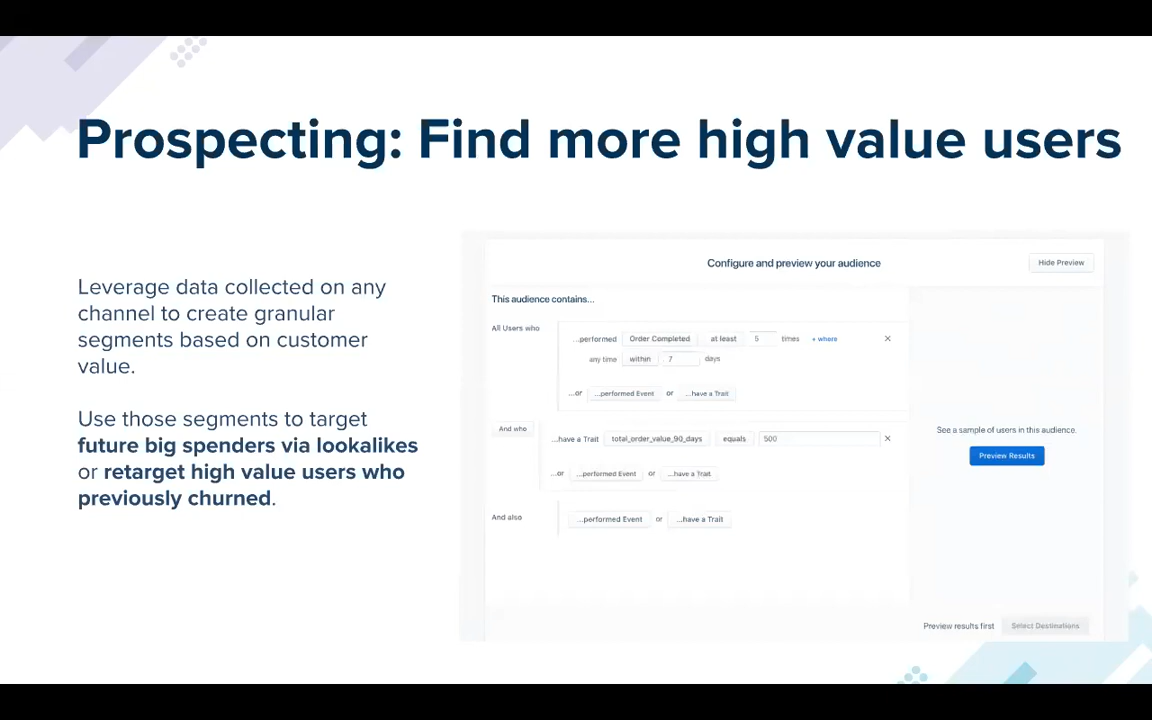 Prospecting: Find more high value users
Leverage data collected on any
channel to create granular
segments based on customer
value.
Use those segments to target
future big spenders via lookalikes
or retarget high value users who
previously churned.
Configure and preview your audience
Hide Preview
This audience contains...
All Users who
...performed Order Completed at least 5 times + where
any time within 7 days
...or ...performed Event or ...have a Trait
And who
...have a Trait total_order_value_90_days equals 500
...or ...performed Event or ...have a Trait
And also
...performed Event or ...have a Trait
See a sample of users in this audience.
Preview Results
Preview results first Select Destinations